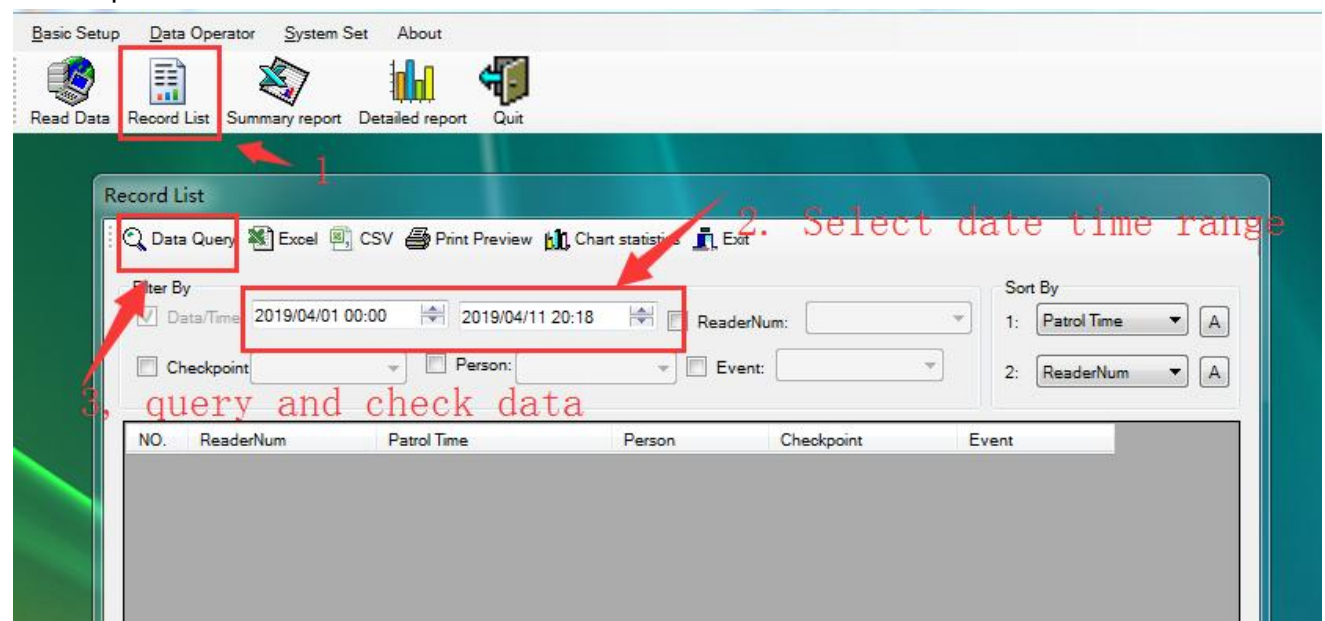 Basic Setup Data Operator System Set About
Read Data Record List Summary report Detailed report Quit
1
Record List
2. Select date time range
Data Query Excel CSV Print Preview Chart statistics Exit
Filter By Sort By
Data/Time 2019/04/01 00:00 2019/04/11 20:18 ReaderNum: 1: Patrol Time A
Checkpoint Person: Event: 2: ReaderNum A
3, query and check data
NO. ReaderNum Patrol Time Person Checkpoint Event